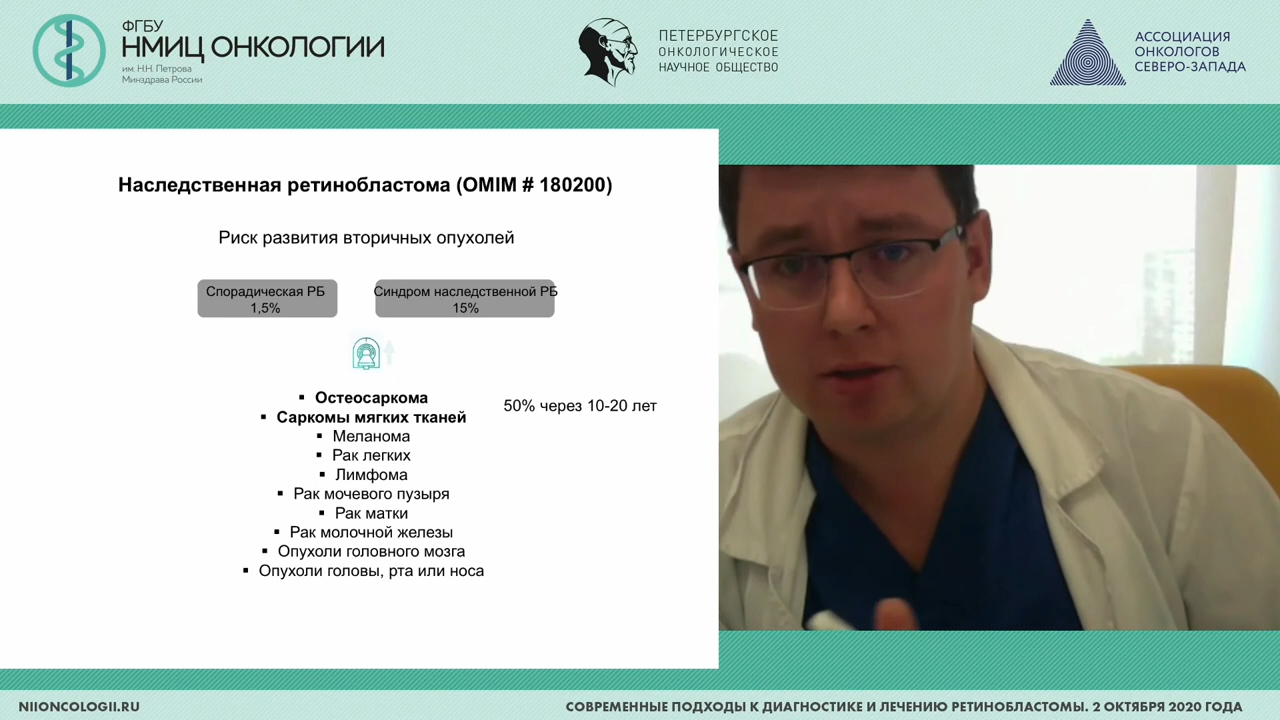 ФГБУ
НМИЦ ОНКОЛОГИИ
им. Н.Н. Петрова
Минздрава России
ПЕТЕРБУРГСКОЕ
ОНКОЛОГИЧЕСКОЕ
НАУЧНОЕ ОБЩЕСТВО
АССОЦИАЦИЯ
ОНКОЛОГОВ
СЕВЕРО-ЗАПАДА
Наследственная ретинобластома (OMIM # 180200)
Риск развития вторичных опухолей
Спорадическая РБ
1,5%
Синдром наследственной РБ
15%
▪ Остеосаркома
▪ Саркомы мягких тканей
50% через 10-20 лет
▪ Меланома
▪ Рак легких
▪ Лимфома
▪ Рак мочевого пузыря
▪ Рак матки
▪ Рак молочной железы
▪ Опухоли головного мозга
▪ Опухоли головы, рта или носа
NIIONCOLOGII.RU
СОВРЕМЕННЫЕ ПОДХОДЫ К ДИАГНОСТИКЕ И ЛЕЧЕНИЮ РЕТИНОБЛАСТОМЫ. 2 ОКТЯБРЯ 2020 ГОДА